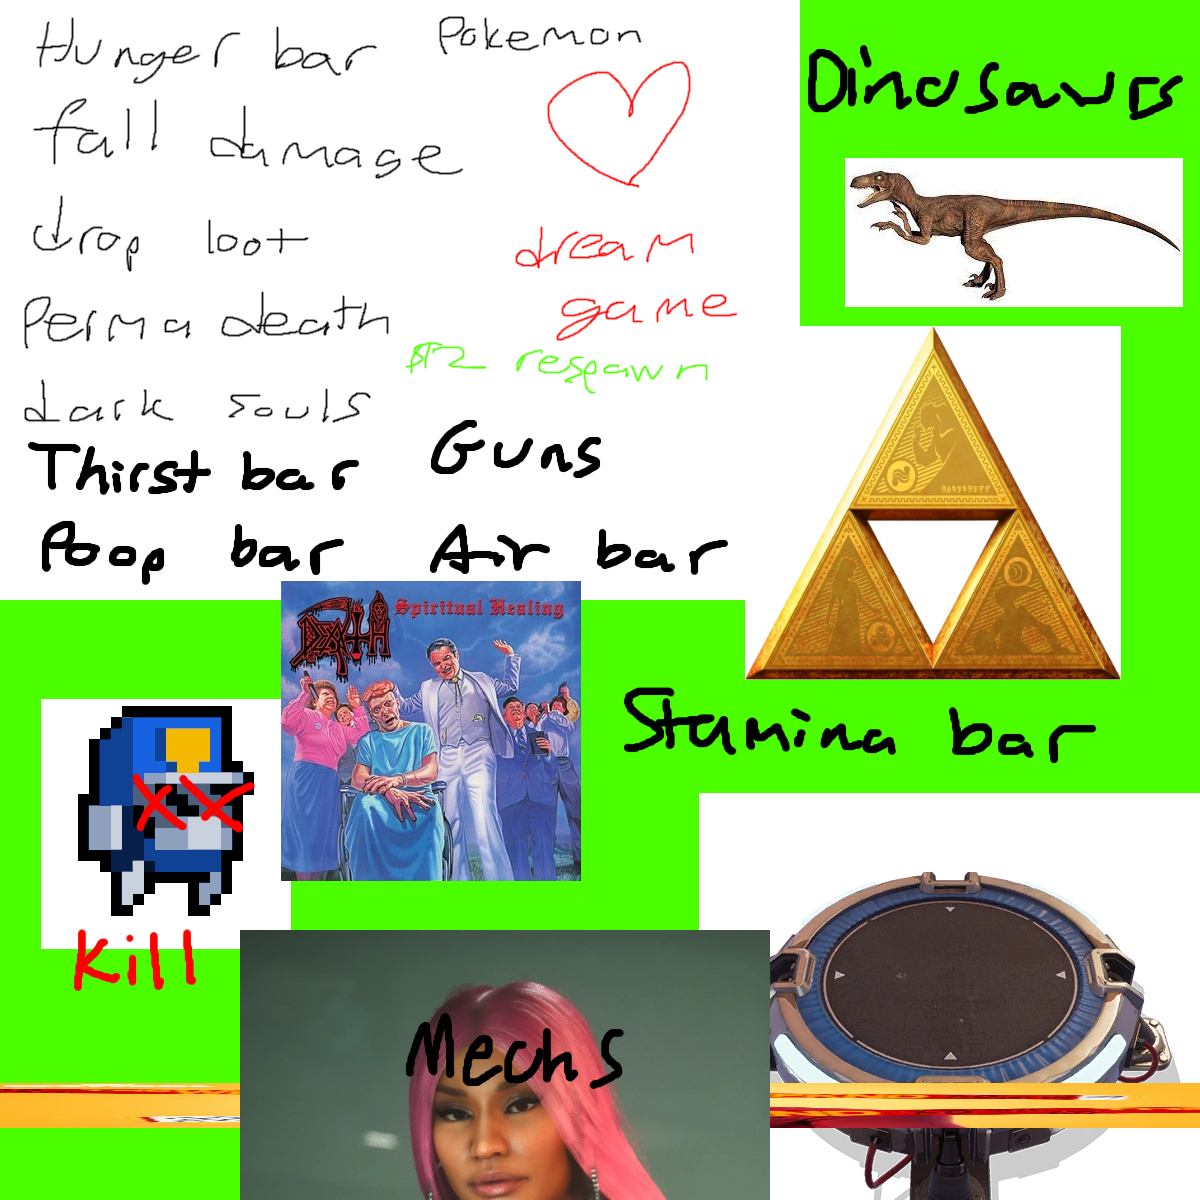 Hunger bar
Pokemon
Dinosaurs
fall damage
drop loot
dream
game
Perma death
$12 respawn
dark souls
Thirst bar
Guns
Poop bar
Air bar
DEATH
Spiritual Healing
Stamina bar
Kill
Mechs